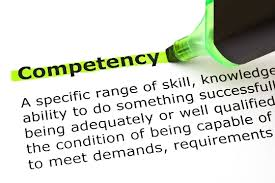 Competency
A specific range of skill, knowledge
ability to do something successfull
being adequately or well qualified
the condition of being capable of
to meet demands, requirements